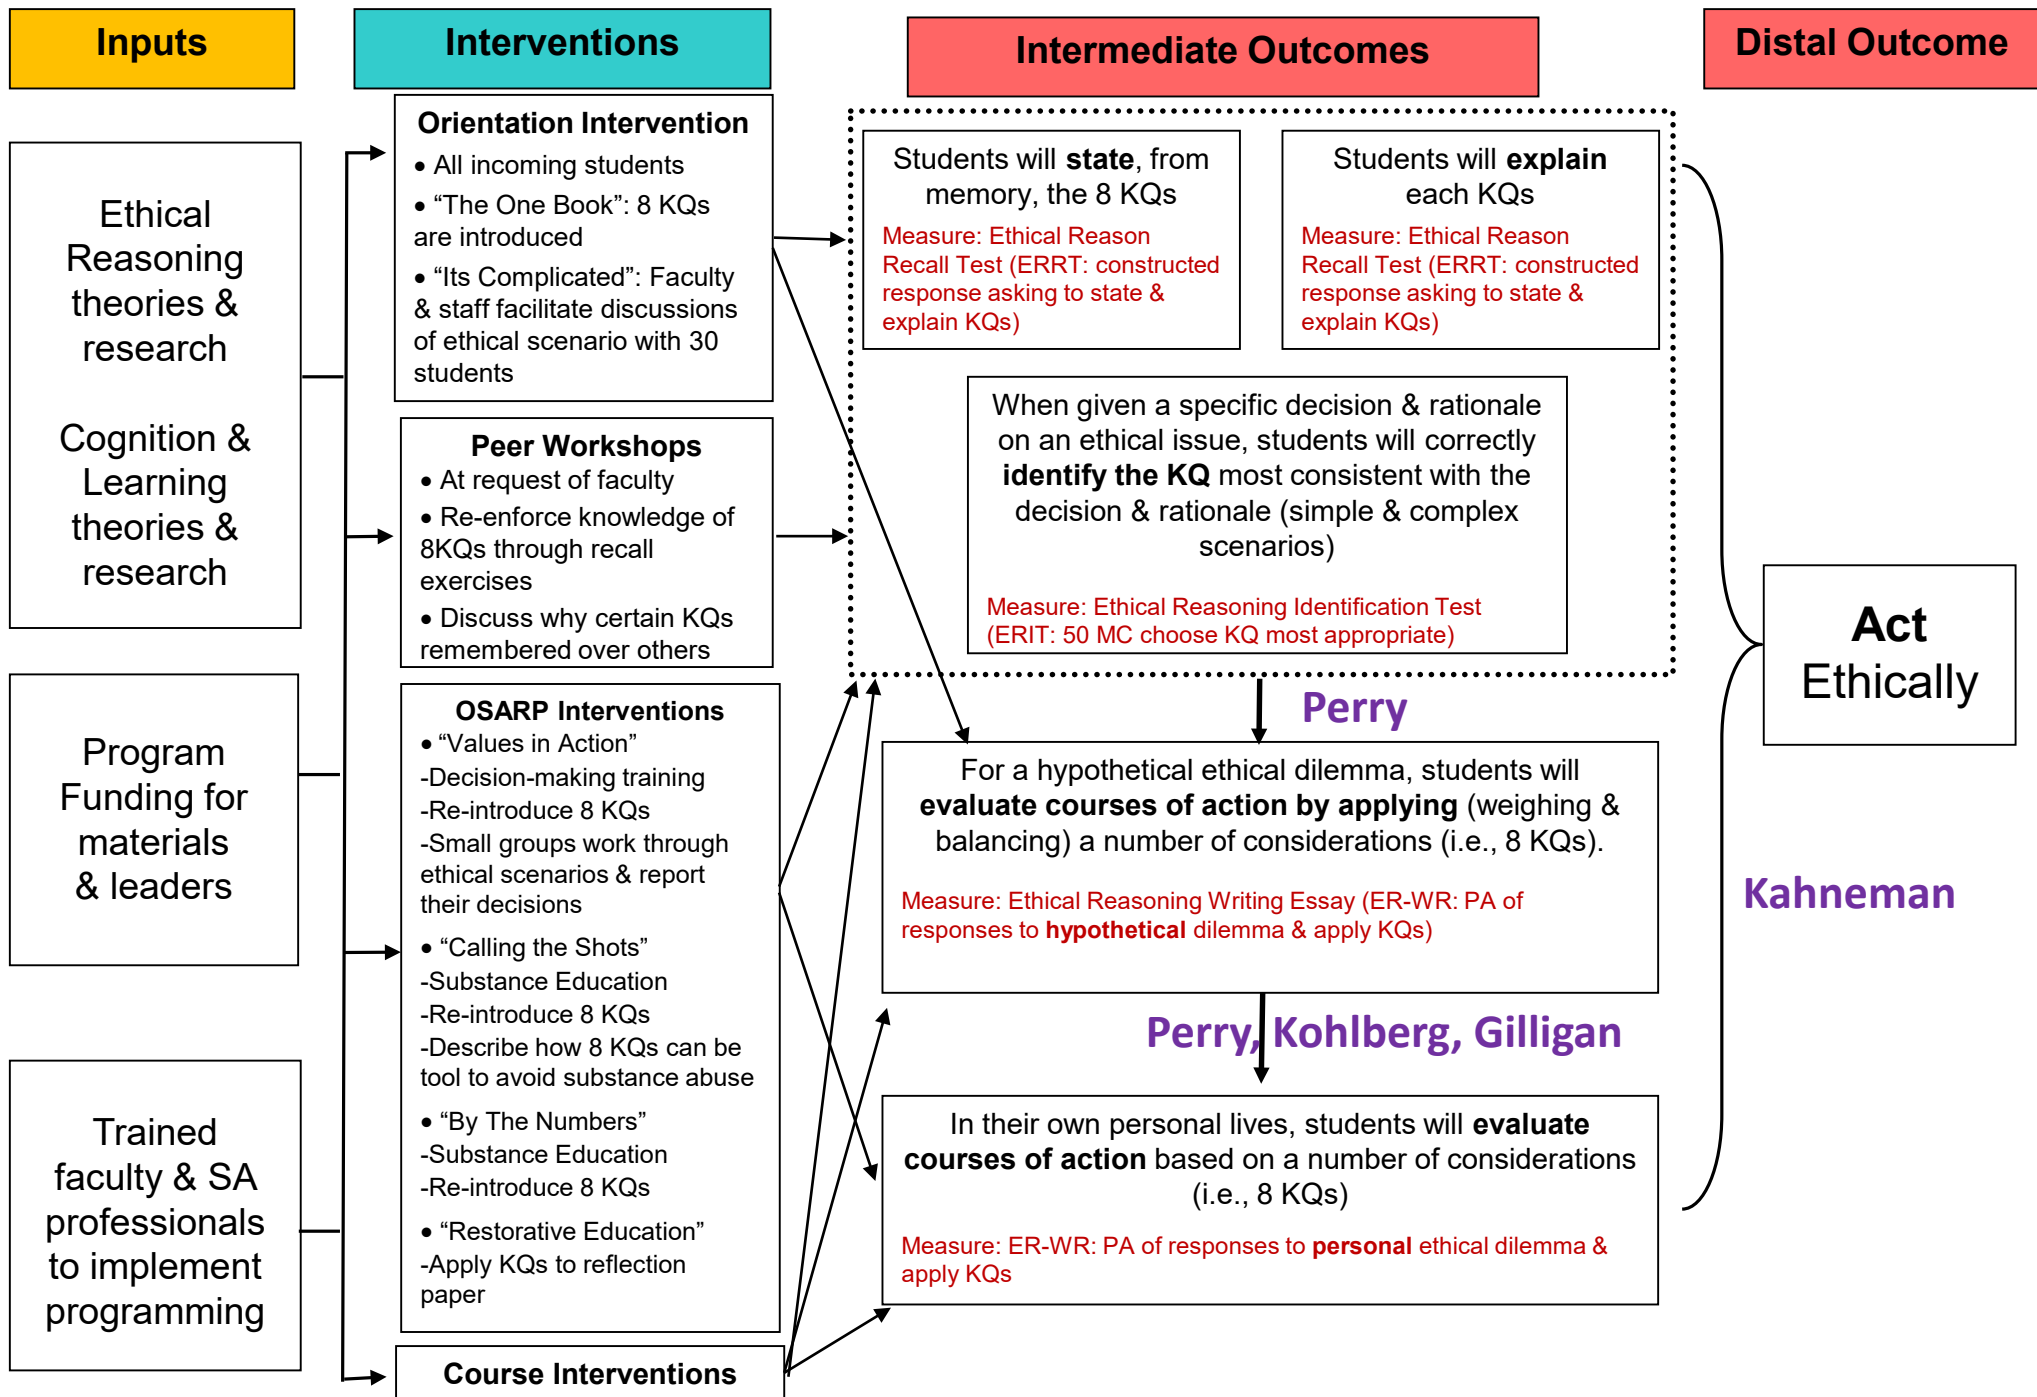 Inputs
Interventions
Intermediate Outcomes
Distal Outcome
Ethical
Reasoning
theories &
research
Cognition &
Learning
theories &
research
Program
Funding for
materials
& leaders
Trained
faculty & SA
professionals
to implement
programming
Orientation Intervention
• All incoming students
• “The One Book”: 8 KQs
are introduced
• “Its Complicated”: Faculty
& staff facilitate discussions
of ethical scenario with 30
students
Peer Workshops
• At request of faculty
• Re-enforce knowledge of
8KQs through recall
exercises
• Discuss why certain KQs
remembered over others
OSARP Interventions
• “Values in Action”
-Decision-making training
-Re-introduce 8 KQs
-Small groups work through
ethical scenarios & report
their decisions
• “Calling the Shots”
-Substance Education
-Re-introduce 8 KQs
-Describe how 8 KQs can be
tool to avoid substance abuse
• “By The Numbers”
-Substance Education
-Re-introduce 8 KQs
• “Restorative Education”
-Apply KQs to reflection
paper
Course Interventions
Students will state, from
memory, the 8 KQs
Measure: Ethical Reason
Recall Test (ERRT: constructed
response asking to state &
explain KQs)
Students will explain
each KQs
Measure: Ethical Reason
Recall Test (ERRT: constructed
response asking to state &
explain KQs)
When given a specific decision & rationale
on an ethical issue, students will correctly
identify the KQ most consistent with the
decision & rationale (simple & complex
scenarios)
Measure: Ethical Reasoning Identification Test
(ERIT: 50 MC choose KQ most appropriate)
Perry
For a hypothetical ethical dilemma, students will
evaluate courses of action by applying (weighing &
balancing) a number of considerations (i.e., 8 KQs).
Measure: Ethical Reasoning Writing Essay (ER-WR: PA of
responses to hypothetical dilemma & apply KQs)
Perry, Kohlberg, Gilligan
In their own personal lives, students will evaluate
courses of action based on a number of considerations
(i.e., 8 KQs)
Measure: ER-WR: PA of responses to personal ethical dilemma &
apply KQs
Act
Ethically
Kahneman